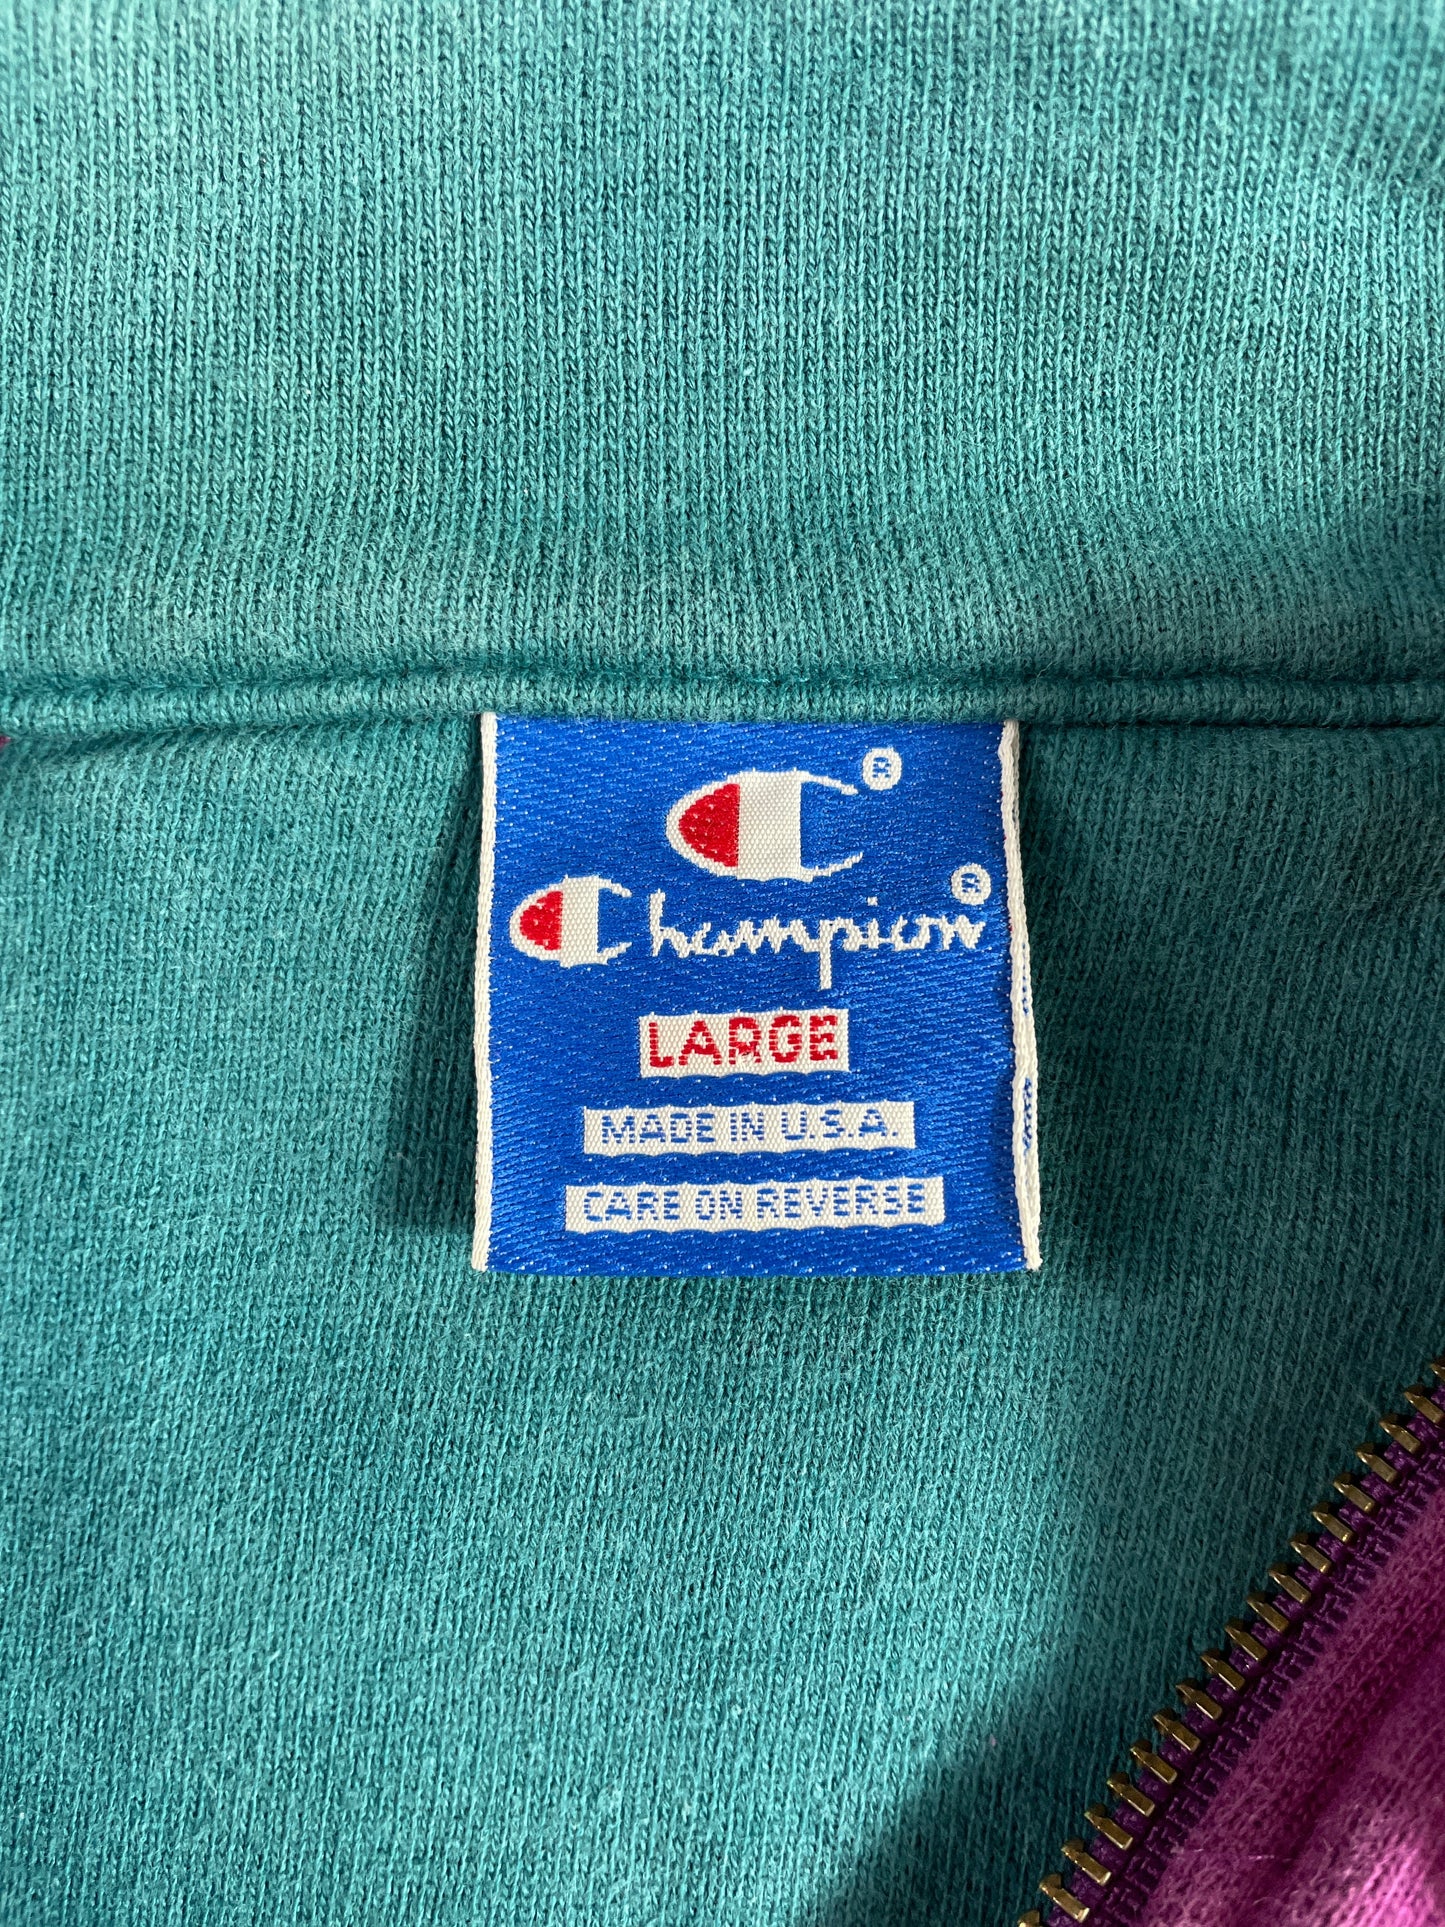 C®
Champion®
LARGE
MADE IN U.S.A.
CARE ON REVERSE